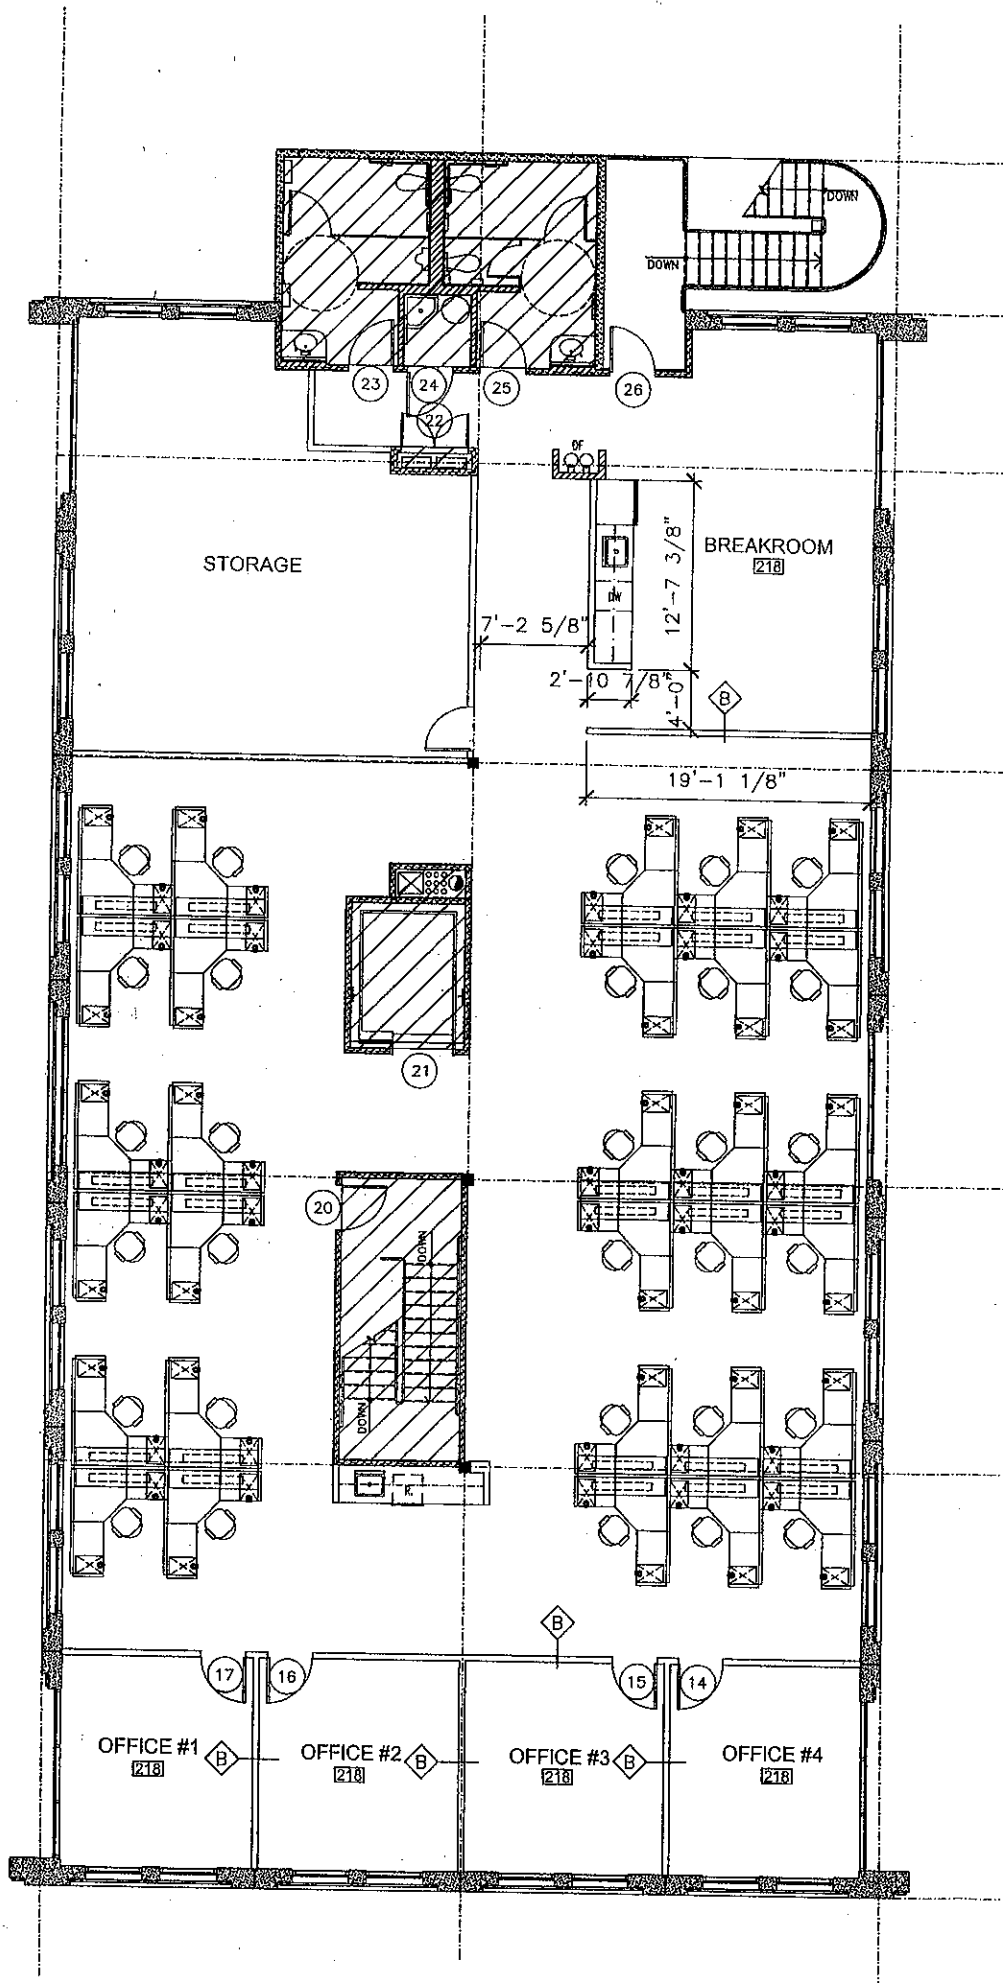 DOWN
DOWN
23
24
25
26
22
DF
STORAGE
BREAKROOM
218
12'-7 3/8"
DW
7'-2 5/8"
2'-10 7/8"
4'-0"
B
19'-1 1/8"
21
20
DOWN
DOWN
R
B
17
16
15
14
OFFICE #1
218
B
OFFICE #2
218
B
OFFICE #3
218
B
OFFICE #4
218